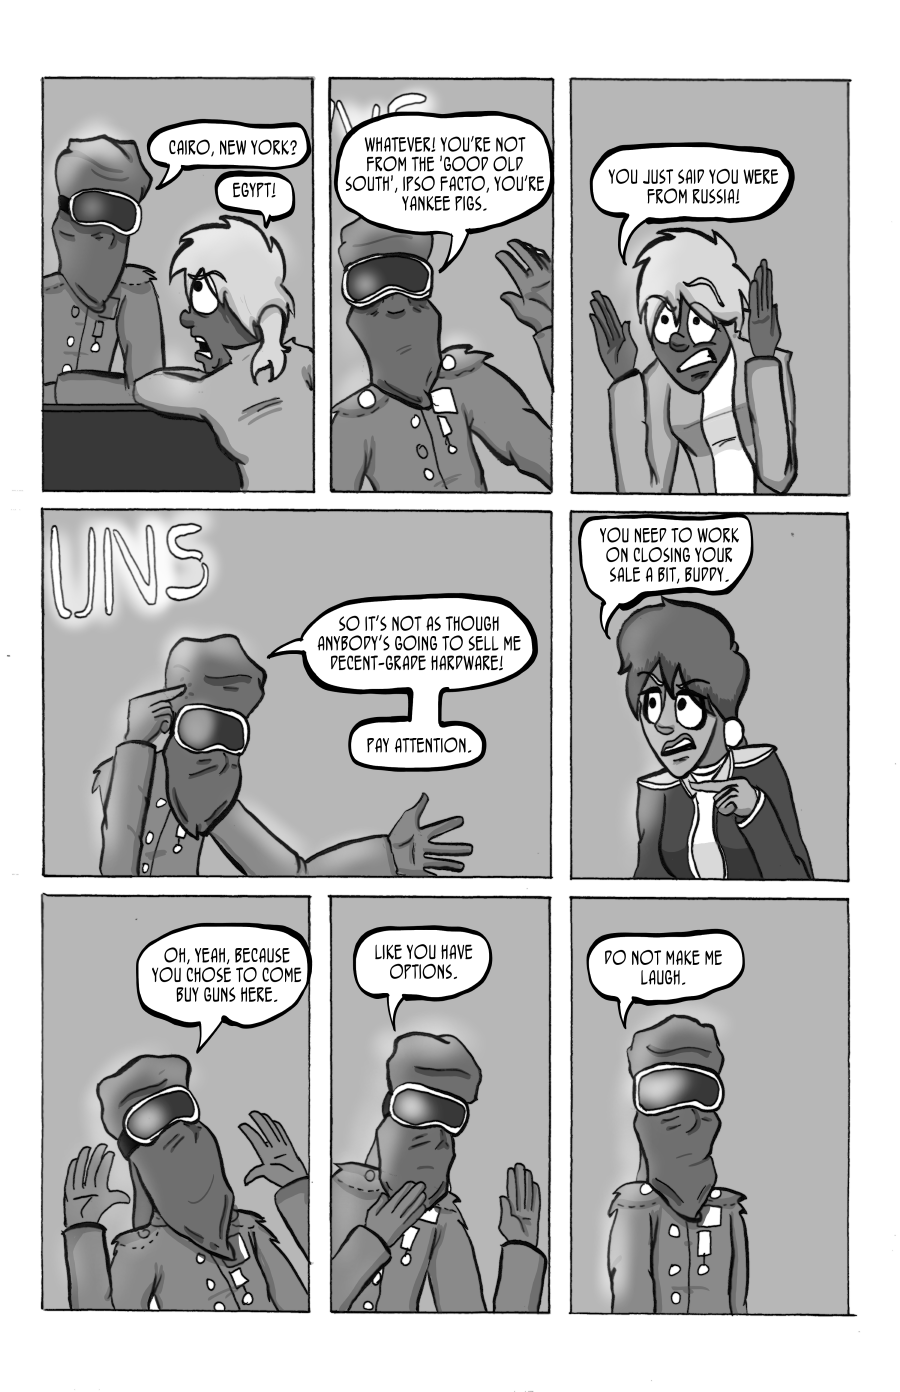 CAIRO, NEW YORK?
EGYPT!
WHATEVER! YOU'RE NOT
FROM THE 'GOOD OLD
SOUTH', IPSO FACTO, YOU'RE
YANKEE PIGS.
YOU JUST SAID YOU WERE
FROM RUSSIA!
UNS
SO IT'S NOT AS THOUGH
ANYBODY'S GOING TO SELL ME
DECENT-GRADE HARDWARE!
PAY ATTENTION.
YOU NEED TO WORK
ON CLOSING YOUR
SALE A BIT, BUDDY.
OH, YEAH, BECAUSE
YOU CHOSE TO COME
BUY GUNS HERE.
LIKE YOU HAVE
OPTIONS.
DO NOT MAKE ME
LAUGH.